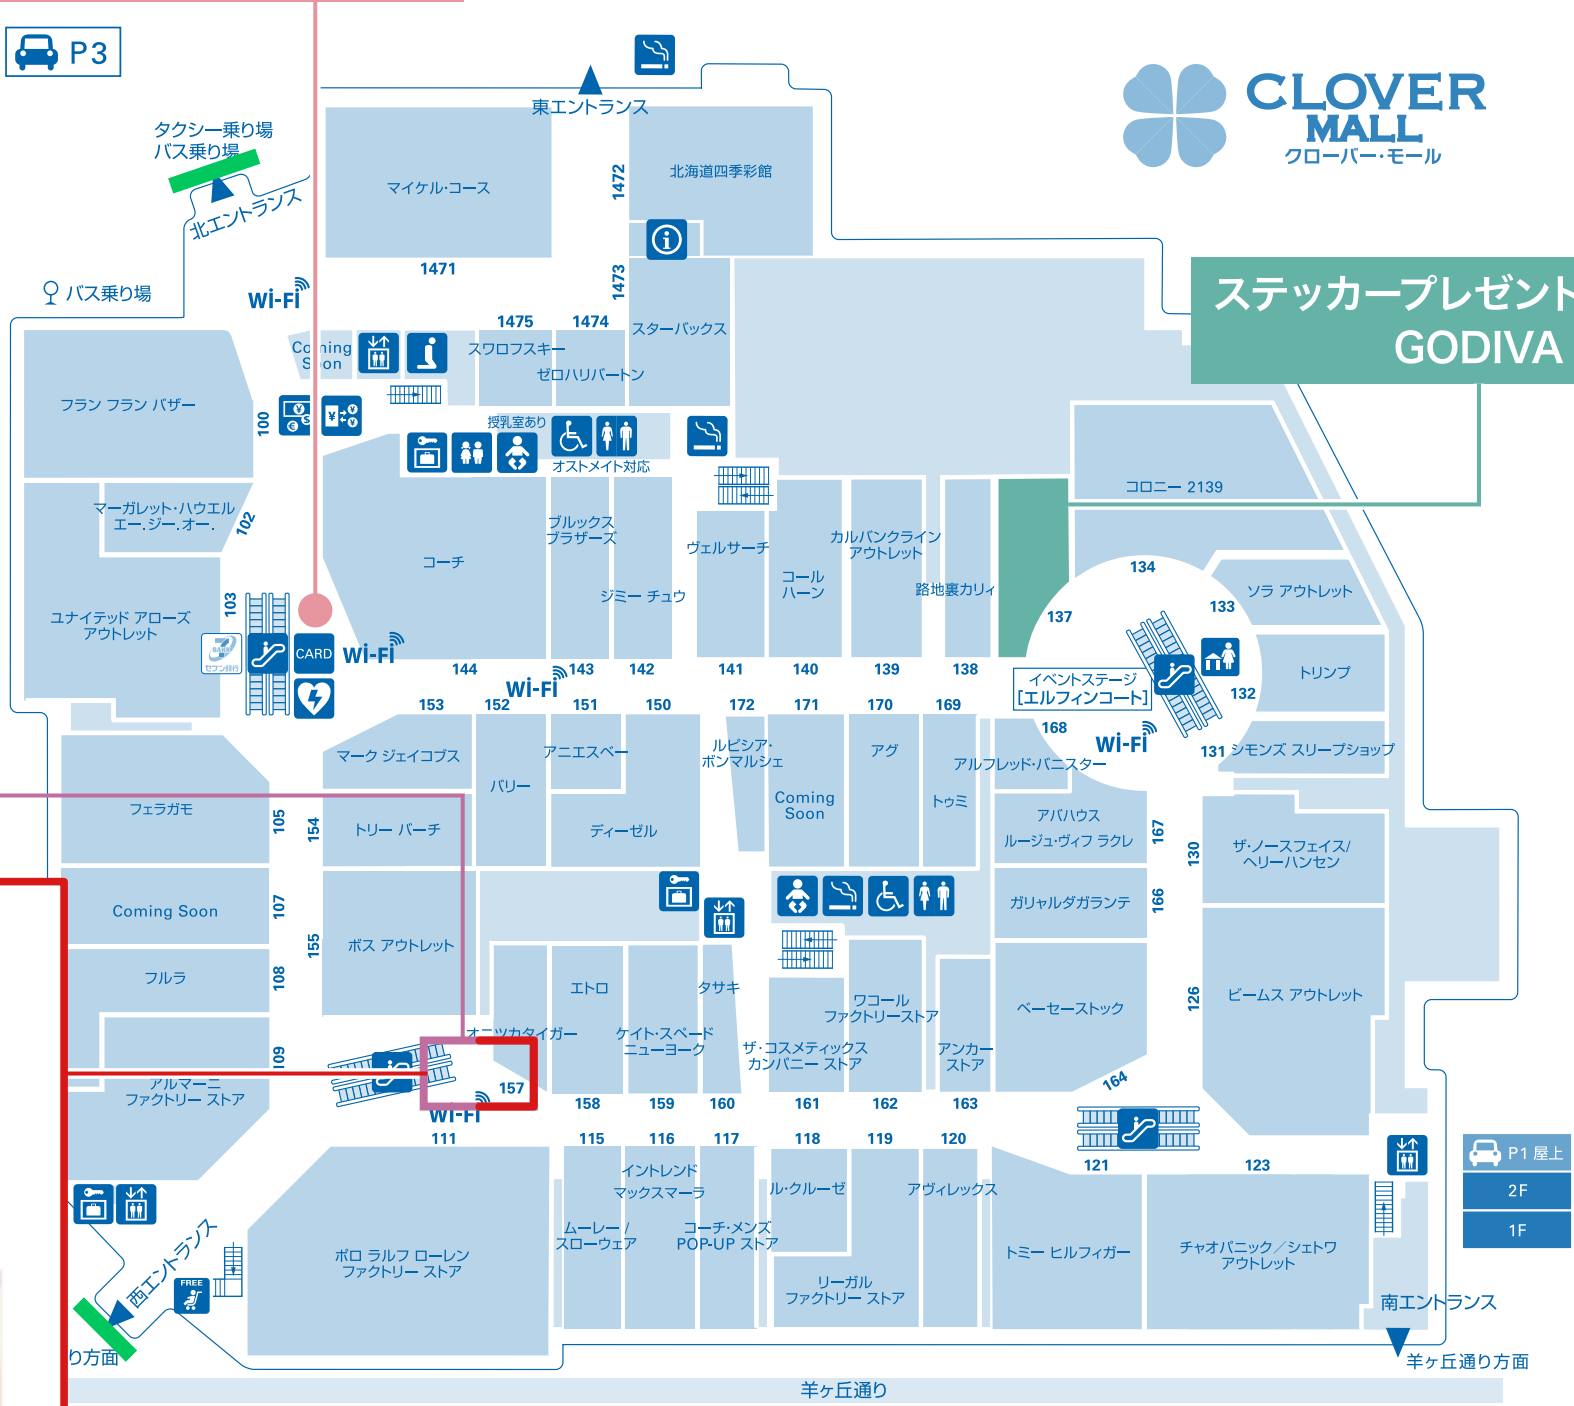 P3
タクシー乗り場
バス乗り場
北エントランス
バス乗り場
東エントランス
CLOVER
MALL
クローバー・モール
マイケル・コース
1471
1472
北海道四季彩館
1473
スターバックス
Wi-Fi
Coming
Soon
1475
スワロフスキー
1474
ゼロハリバートン
ステッカープレゼント
GODIVA
フラン フラン バザー
100
授乳室あり
オストメイト対応
マーガレット・ハウエル
エー.ジー.オー.
102
コーチ
144
ブルックス
ブラザーズ
143
ジミー チュウ
142
ヴェルサーチ
141
コール
ハーン
140
カルバンクライン
アウトレット
139
路地裏カリィ
138
137
コロニー 2139
134
133
ソラ アウトレット
トリンプ
132
131
シモンズ スリープショップ
イベントステージ
[エルフィンコート]
Wi-Fi
ユナイテッド アローズ
アウトレット
103
セブン銀行
CARD
Wi-Fi
Wi-Fi
153
マーク ジェイコブス
152
バリー
151
アニエスベー
150
ディーゼル
172
ルピシア・
ボンマルシェ
171
Coming
Soon
170
アグ
169
トゥミ
168
アルフレッド・バニスター
アバハウス
ルージュ・ヴィフ ラクレ
167
130
ザ・ノースフェイス/
ヘリーハンセン
フェラガモ
105
154
トリー バーチ
Coming Soon
107
155
ボス アウトレット
ガリャルダガランテ
166
フルラ
108
109
アルマーニ
ファクトリー ストア
オニツカタイガー
157
Wi-Fi
エトロ
158
ケイト・スペード
ニューヨーク
159
タサキ
160
ザ・コスメティックス
カンパニー ストア
161
ワコール
ファクトリーストア
162
アンカー
ストア
163
ベーセーストック
164
126
ビームス アウトレット
111
ポロ ラルフ ローレン
ファクトリー ストア
115
ムーレー /
スローウェア
116
イントレンド
マックスマーラ
117
コーチ・メンズ
POP-UP ストア
118
ル・クルーゼ
リーガル
ファクトリー ストア
119
120
アヴィレックス
121
トミー ヒルフィガー
123
チャオパニック／シェトワ
アウトレット
P1 屋上
2F
1F
西エントランス
FREE
り方面
南エントランス
羊ヶ丘通り方面
羊ヶ丘通り